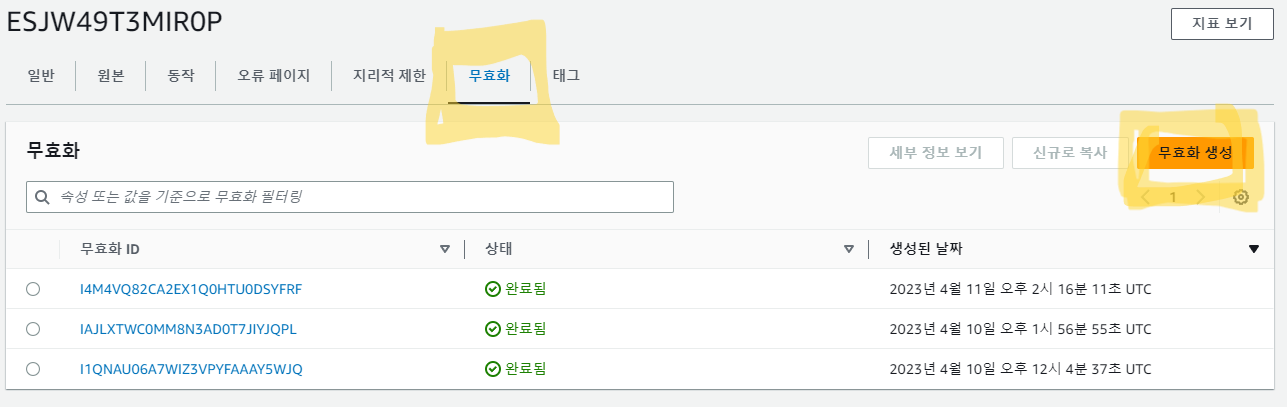 ESJW49T3MIR0P
지표 보기
일반 원본 동작 오류 페이지 지리적 제한 무효화 태그
무효화
세부 정보 보기 신규로 복사 무효화 생성
속성 또는 값을 기준으로 무효화 필터링
1
무효화 ID 상태 생성된 날짜
I4M4VQ82CA2EX1Q0HTU0DSYFRF 완료됨 2023년 4월 11일 오후 2시 16분 11초 UTC
IAJLXTWC0MM8N3AD0T7JIYJQPL 완료됨 2023년 4월 10일 오후 1시 56분 55초 UTC
I1QNAU06A7WIZ3VPYFAAAY5WJQ 완료됨 2023년 4월 10일 오후 12시 4분 37초 UTC